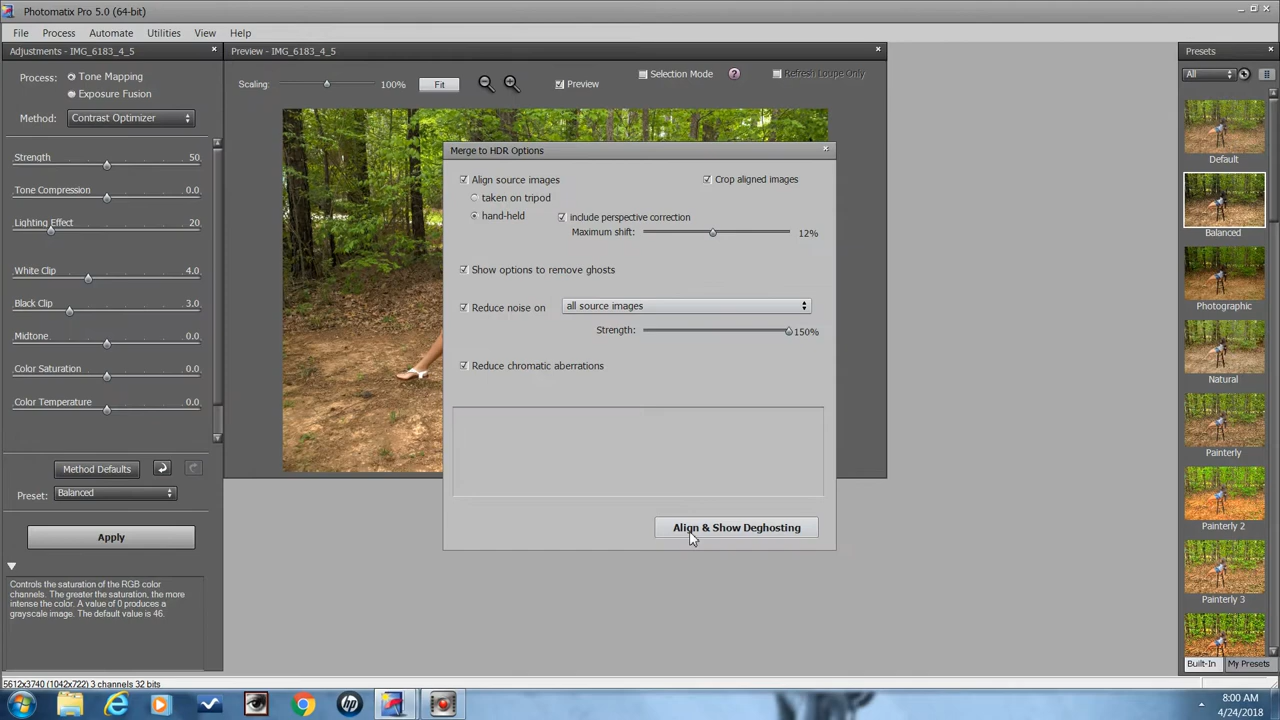 Photomatix Pro 5.0 (64-bit)
File Process Automate Utilities View Help
Adjustments - IMG_6183_4_5
Process: Tone Mapping
Exposure Fusion
Method: Contrast Optimizer
Strength 50
Tone Compression 0.0
Lighting Effect 20
White Clip 4.0
Black Clip 3.0
Midtone 0.0
Color Saturation 0.0
Color Temperature 0.0
Method Defaults
Preset: Balanced
Apply
Controls the saturation of the RGB color
channels. The greater the saturation, the more
intense the color. A value of 0 produces a
grayscale image. The default value is 46.
Preview - IMG_6183_4_5
Scaling: 100% Fit Preview Selection Mode ? Refresh Loupe Only
Merge to HDR Options
Align source images Crop aligned images
taken on tripod
hand-held include perspective correction
Maximum shift: 12%
Show options to remove ghosts
Reduce noise on all source images
Strength: 150%
Reduce chromatic aberrations
Align & Show Deghosting
Presets
All
Default
Balanced
Photographic
Natural
Painterly
Painterly 2
Painterly 3
Built-In My Presets
5612x3740 (1042x722) 3 channels 32 bits
hp
8:00 AM
4/24/2018